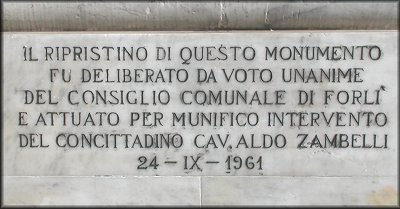 IL RIPRISTINO DI QUESTO MONUMENTO
FU DELIBERATO DA VOTO UNANIME
DEL CONSIGLIO COMUNALE DI FORLÌ
E ATTUATO PER MUNIFICO INTERVENTO
DEL CONCITTADINO CAV. ALDO ZAMBELLI
24-IX-1961